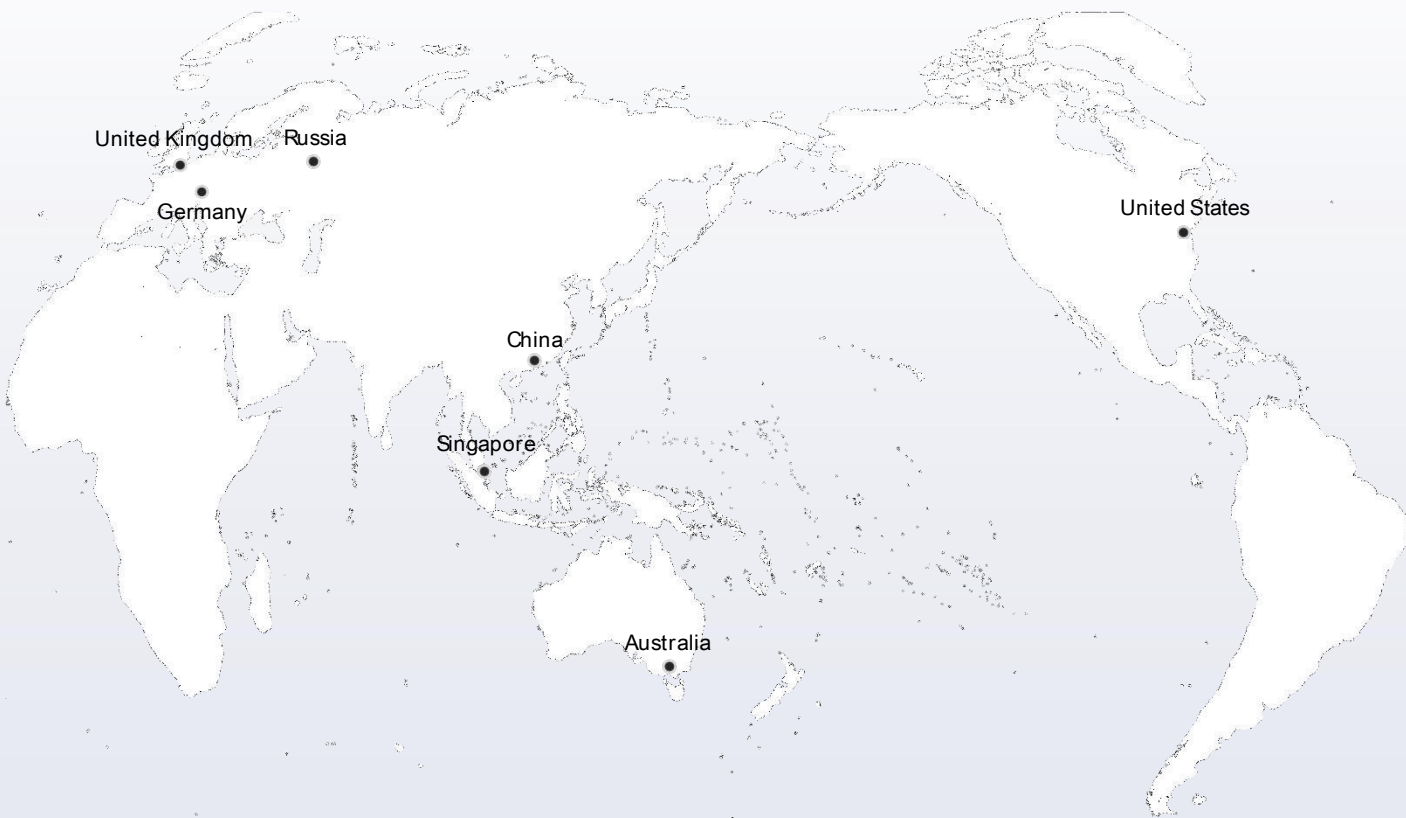 United Kingdom
Russia
Germany
United States
China
Singapore
Australia